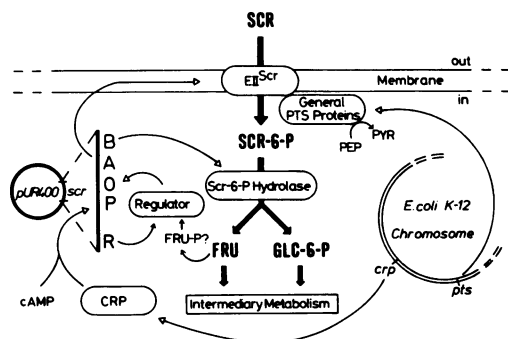 SCR
out
EII Scr
Membrane
in
General
PTS Proteins
PEP
PYR
SCR-6-P
B
A
O
P
R
pUR400
scr
Scr-6-P Hydrolase
Regulator
E.coli K-12
Chromosome
FRU-P?
FRU
GLC-6-P
crp
pts
cAMP
CRP
Intermediary Metabolism